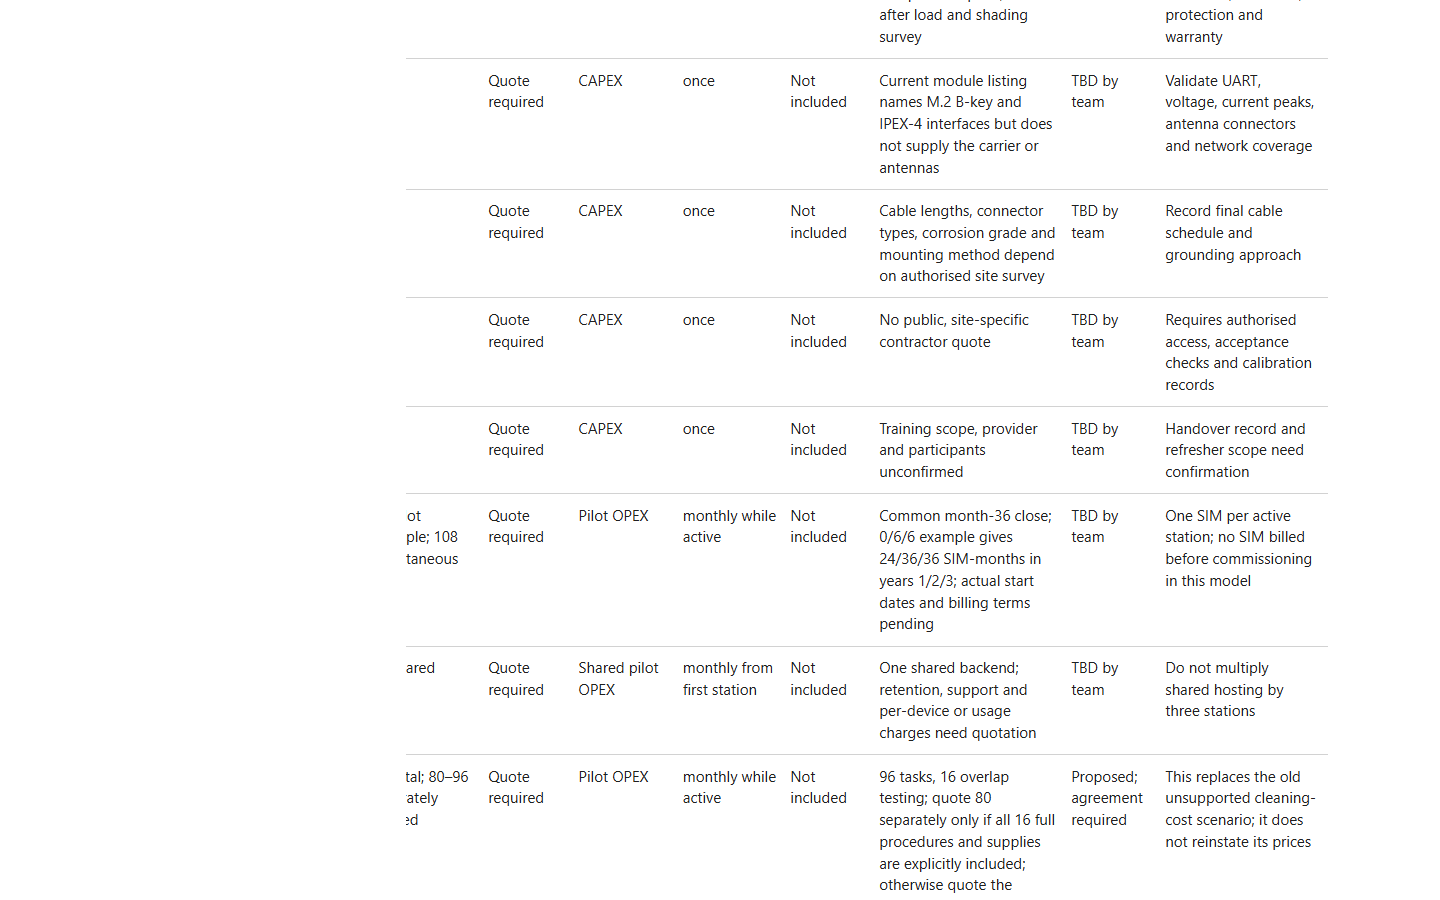 after load and shading
survey
protection and
warranty
Quote
required
CAPEX
once
Not
included
Current module listing
names M.2 B-key and
IPEX-4 interfaces but does
not supply the carrier or
antennas
TBD by
team
Validate UART,
voltage, current peaks,
antenna connectors
and network coverage
Quote
required
CAPEX
once
Not
included
Cable lengths, connector
types, corrosion grade and
mounting method depend
on authorised site survey
TBD by
team
Record final cable
schedule and
grounding approach
Quote
required
CAPEX
once
Not
included
No public, site-specific
contractor quote
TBD by
team
Requires authorised
access, acceptance
checks and calibration
records
Quote
required
CAPEX
once
Not
included
Training scope, provider
and participants
unconfirmed
TBD by
team
Handover record and
refresher scope need
confirmation
ot
ple; 108
taneous
Quote
required
Pilot OPEX
monthly while
active
Not
included
Common month-36 close;
0/6/6 example gives
24/36/36 SIM-months in
years 1/2/3; actual start
dates and billing terms
pending
TBD by
team
One SIM per active
station; no SIM billed
before commissioning
in this model
ared
Quote
required
Shared pilot
OPEX
monthly from
first station
Not
included
One shared backend;
retention, support and
per-device or usage
charges need quotation
TBD by
team
Do not multiply
shared hosting by
three stations
tal; 80–96
rately
ed
Quote
required
Pilot OPEX
monthly while
active
Not
included
96 tasks, 16 overlap
testing; quote 80
separately only if all 16 full
procedures and supplies
are explicitly included;
otherwise quote the
Proposed;
agreement
required
This replaces the old
unsupported cleaning-
cost scenario; it does
not reinstate its prices